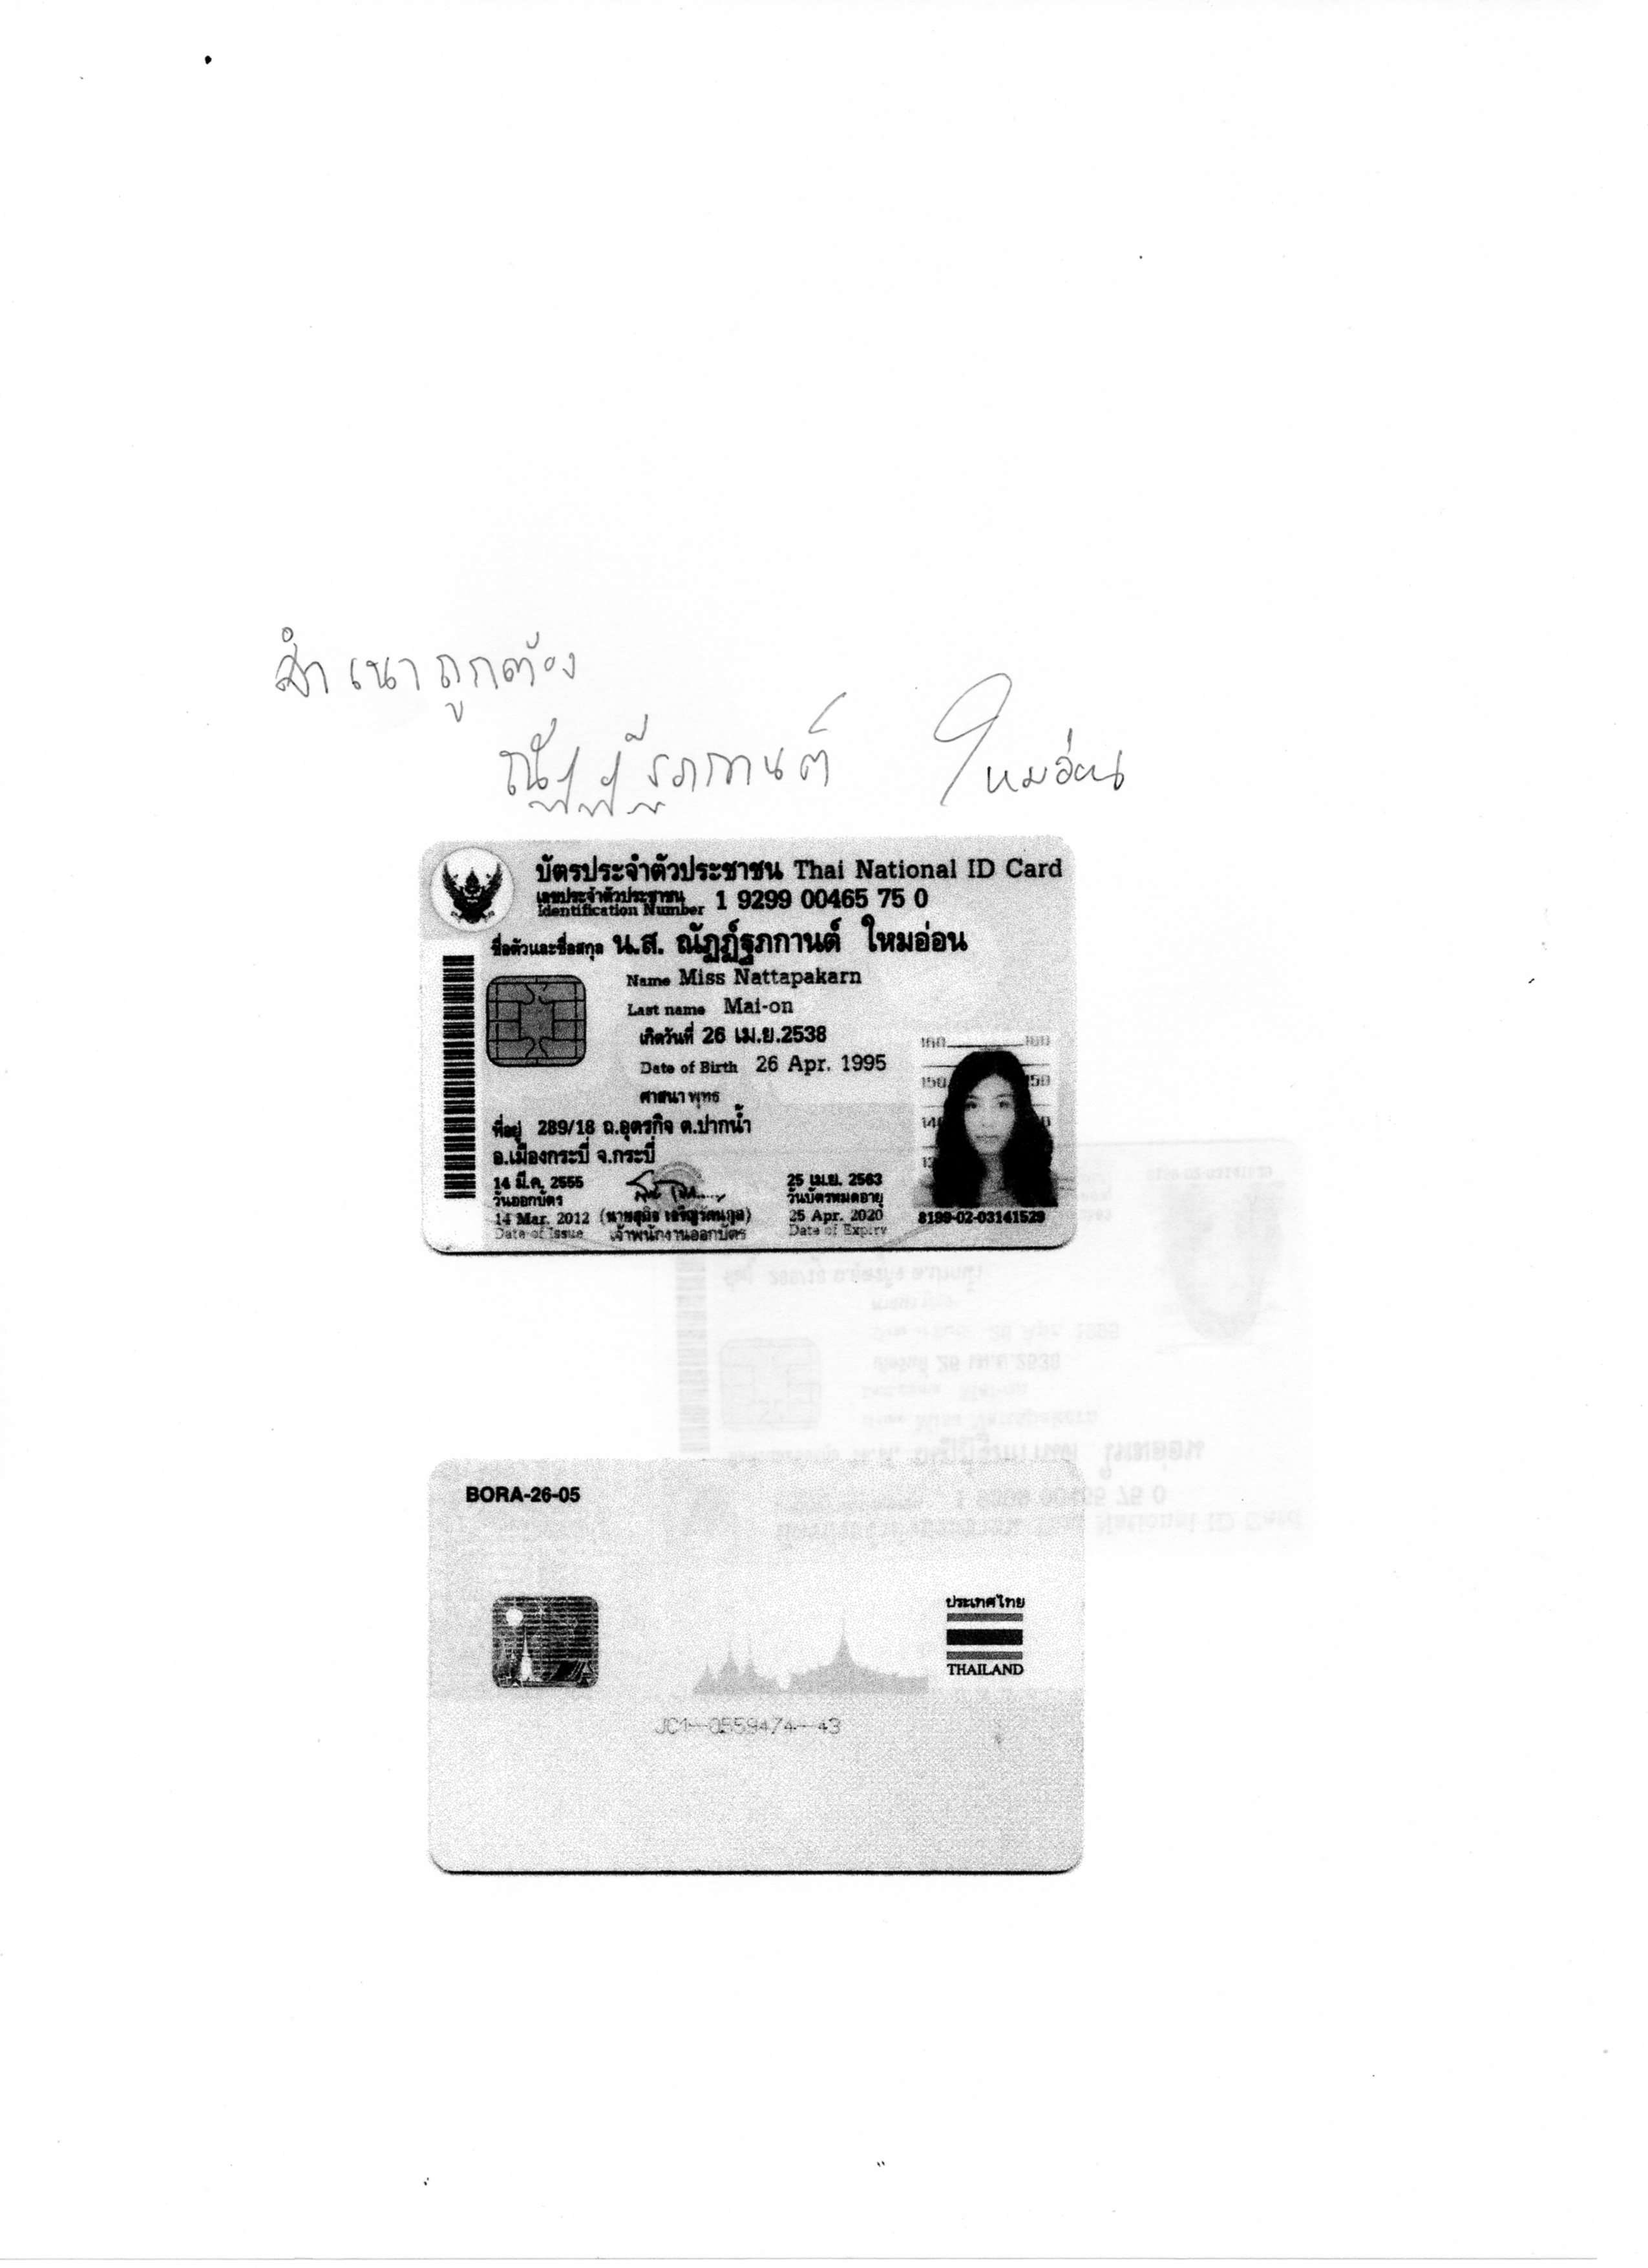 สำเนาถูกต้อง
ณัฏฏ์ฐภกานต์ ใหมอ่อน
บัตรประจำตัวประชาชน Thai National ID Card
เลขประจำตัวประชาชน
Identification Number 1 9299 00465 75 0
ชื่อตัวและชื่อสกุล น.ส. ณัฏฏ์ฐภกานต์ ใหมอ่อน
Name Miss Nattapakarn
Last name Mai-on
เกิดวันที่ 26 เม.ย.2538
Date of Birth 26 Apr. 1995
ศาสนา พุทธ
ที่อยู่ 289/18 ถ.อุตรกิจ ต.ปากน้ำ
อ.เมืองกระบี่ จ.กระบี่
14 มี.ค. 2555
วันออกบัตร
14 Mar. 2012
Date of Issue
เจ้าพนักงานออกบัตร
25 เม.ย. 2563
วันบัตรหมดอายุ
25 Apr. 2020
Date of Expiry
160 160
150 150
8199-02-03141529
BORA-26-05
ประเทศไทย
THAILAND
JC1-0559474-43